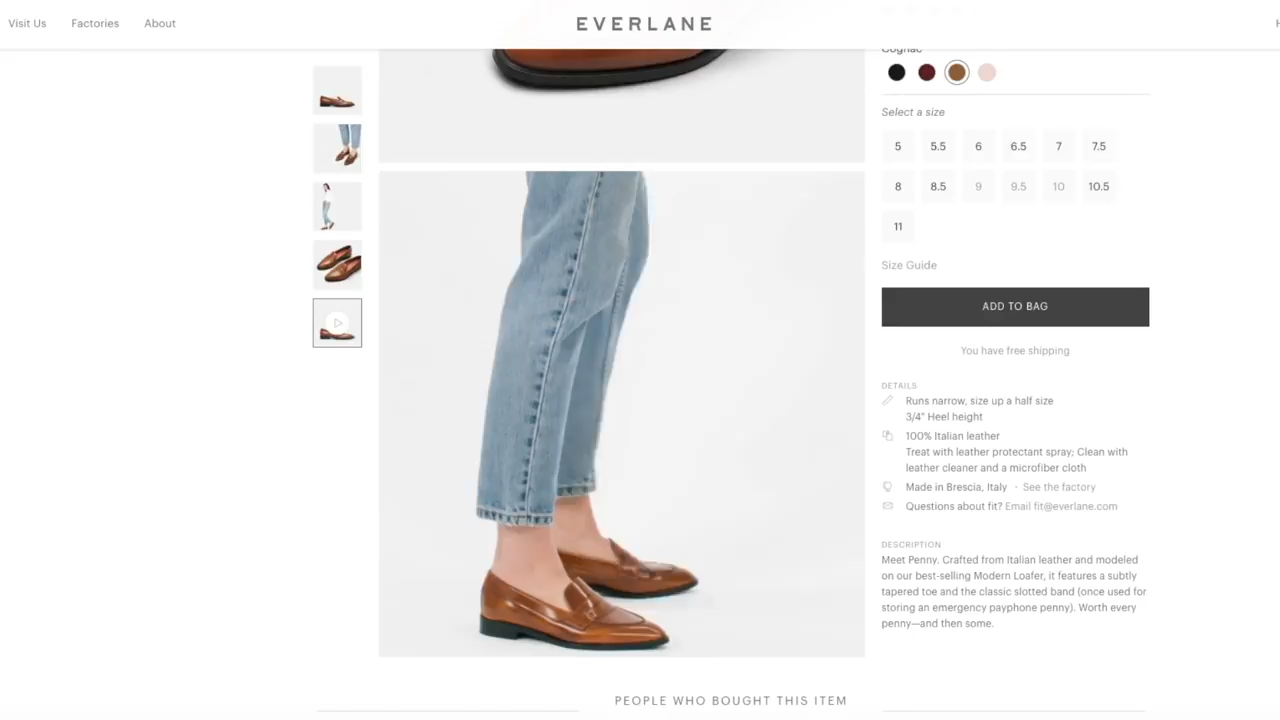 Visit Us
Factories
About
EVERLANE
H
Cognac
Select a size
5
5.5
6
6.5
7
7.5
8
8.5
9
9.5
10
10.5
11
Size Guide
ADD TO BAG
You have free shipping
DETAILS
Runs narrow, size up a half size
3/4" Heel height
100% Italian leather
Treat with leather protectant spray; Clean with
leather cleaner and a microfiber cloth
Made in Brescia, Italy · See the factory
Questions about fit? Email fit@everlane.com
DESCRIPTION
Meet Penny. Crafted from Italian leather and modeled
on our best-selling Modern Loafer, it features a subtly
tapered toe and the classic slotted band (once used for
storing an emergency payphone penny). Worth every
penny—and then some.
PEOPLE WHO BOUGHT THIS ITEM